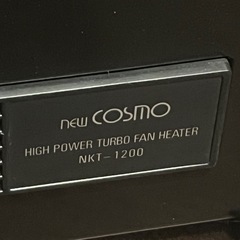 new COSMO
HIGH POWER TURBO FAN HEATER
NKT-1200